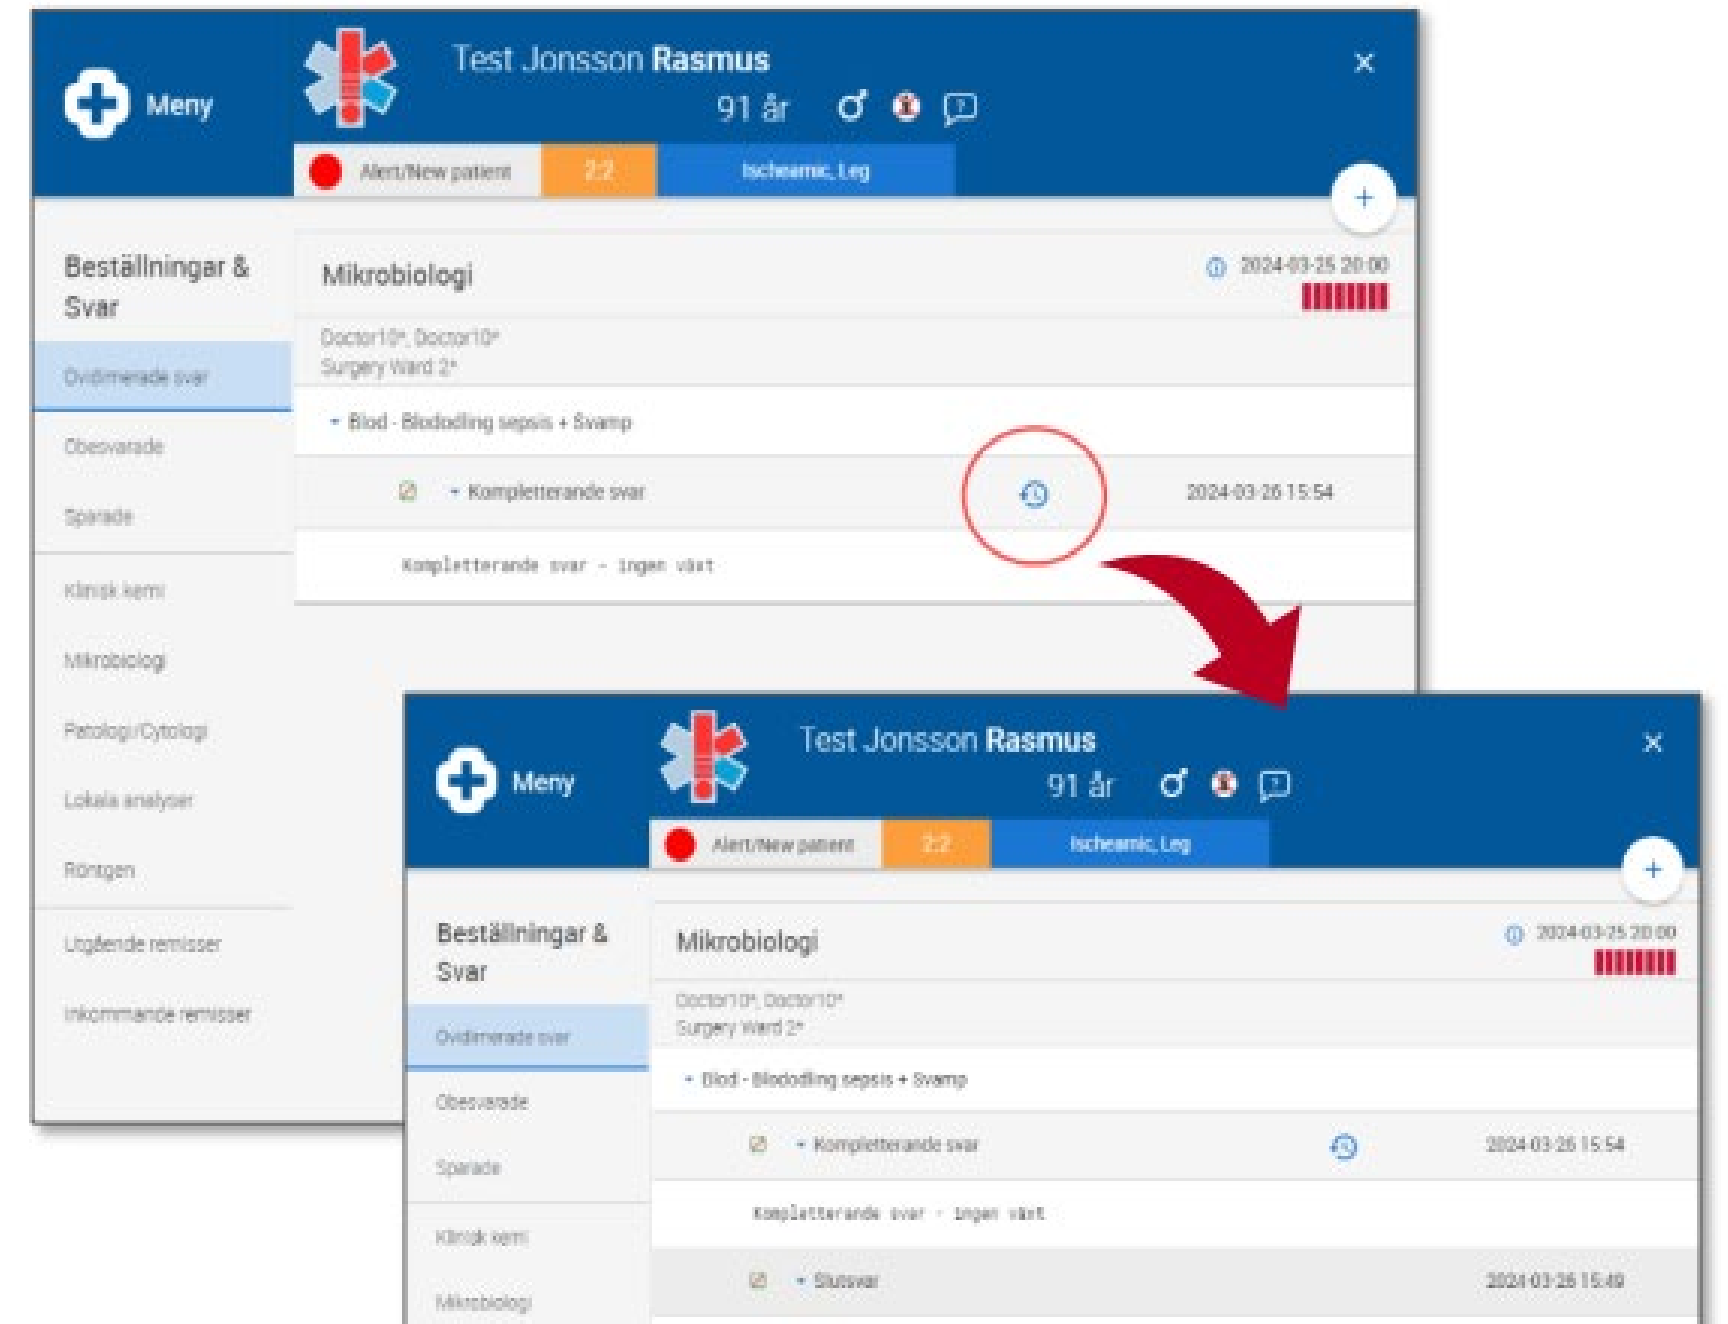 Meny
Test Jonsson Rasmus
91 år
Alert/New patient
2:2
Ischeamic, Leg
+
Beställningar &
Svar
Ovidimerade svar
Obesvarade
Sparade
Klinisk kemi
Mikrobiologi
Patologi/Cytologi
Lokala analyser
Röntgen
Utgående remisser
Inkommande remisser
Mikrobiologi
2024-03-25 20:00
Doctor10*, Doctor10*
Surgery Ward 2*
Blod - Blododling sepsis + Svamp
Kompletterande svar
2024-03-26 15:54
Kompletterande svar - ingen växt
Meny
Test Jonsson Rasmus
91 år
Alert/New patient
2:2
Ischeamic, Leg
+
Beställningar &
Svar
Ovidimerade svar
Obesvarade
Sparade
Klinisk kemi
Mikrobiologi
Mikrobiologi
2024-03-25 20:00
Doctor10*, Doctor10*
Surgery Ward 2*
Blod - Blododling sepsis + Svamp
Kompletterande svar
2024-03-26 15:54
Kompletterande svar - ingen växt
Slutsvar
2024-03-26 15:49